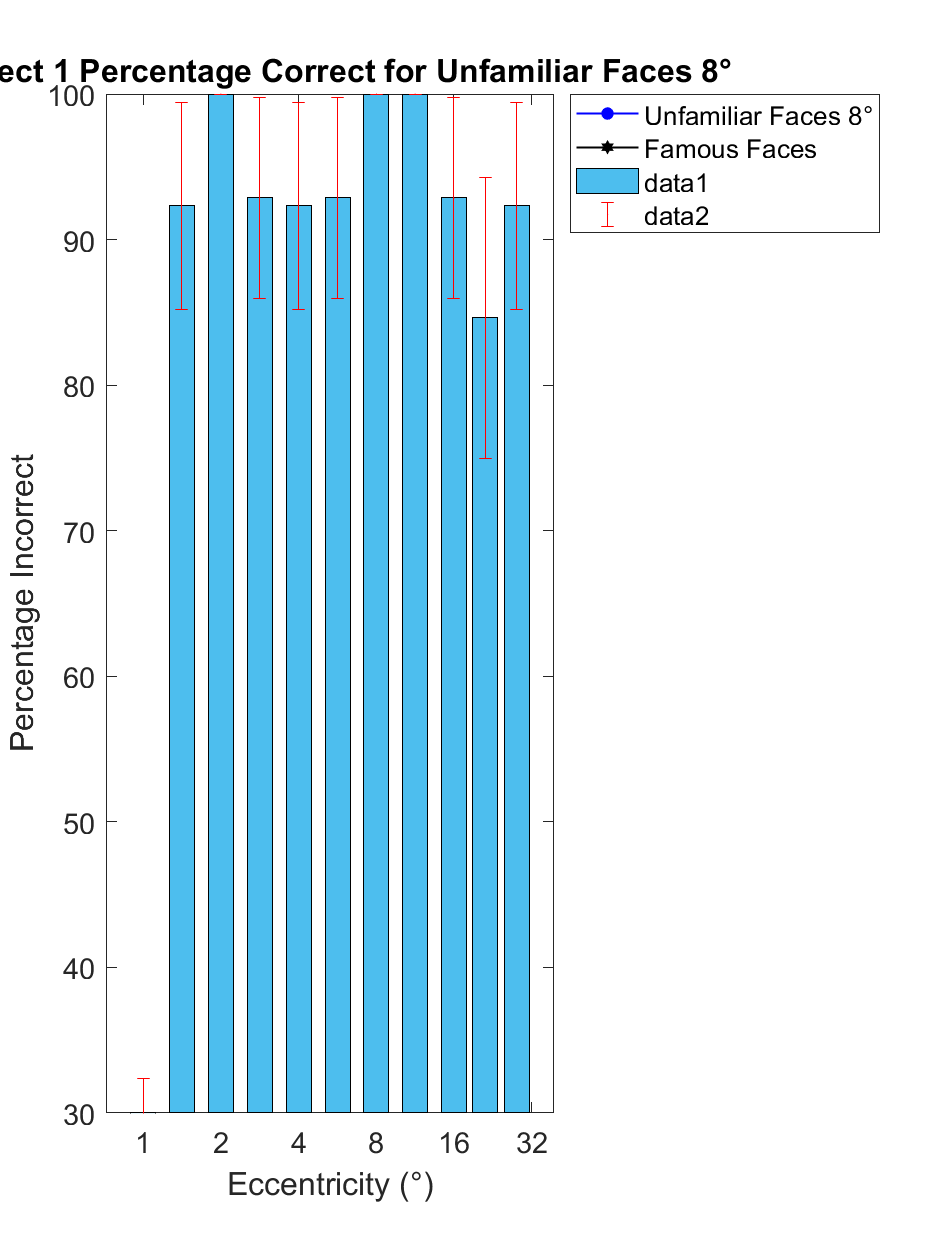 ect 1 Percentage Correct for Unfamiliar Faces 8°
Unfamiliar Faces 8°
Famous Faces
data1
data2
100
90
80
70
60
50
40
30
Percentage Incorrect
1 2 4 8 16 32
Eccentricity (°)